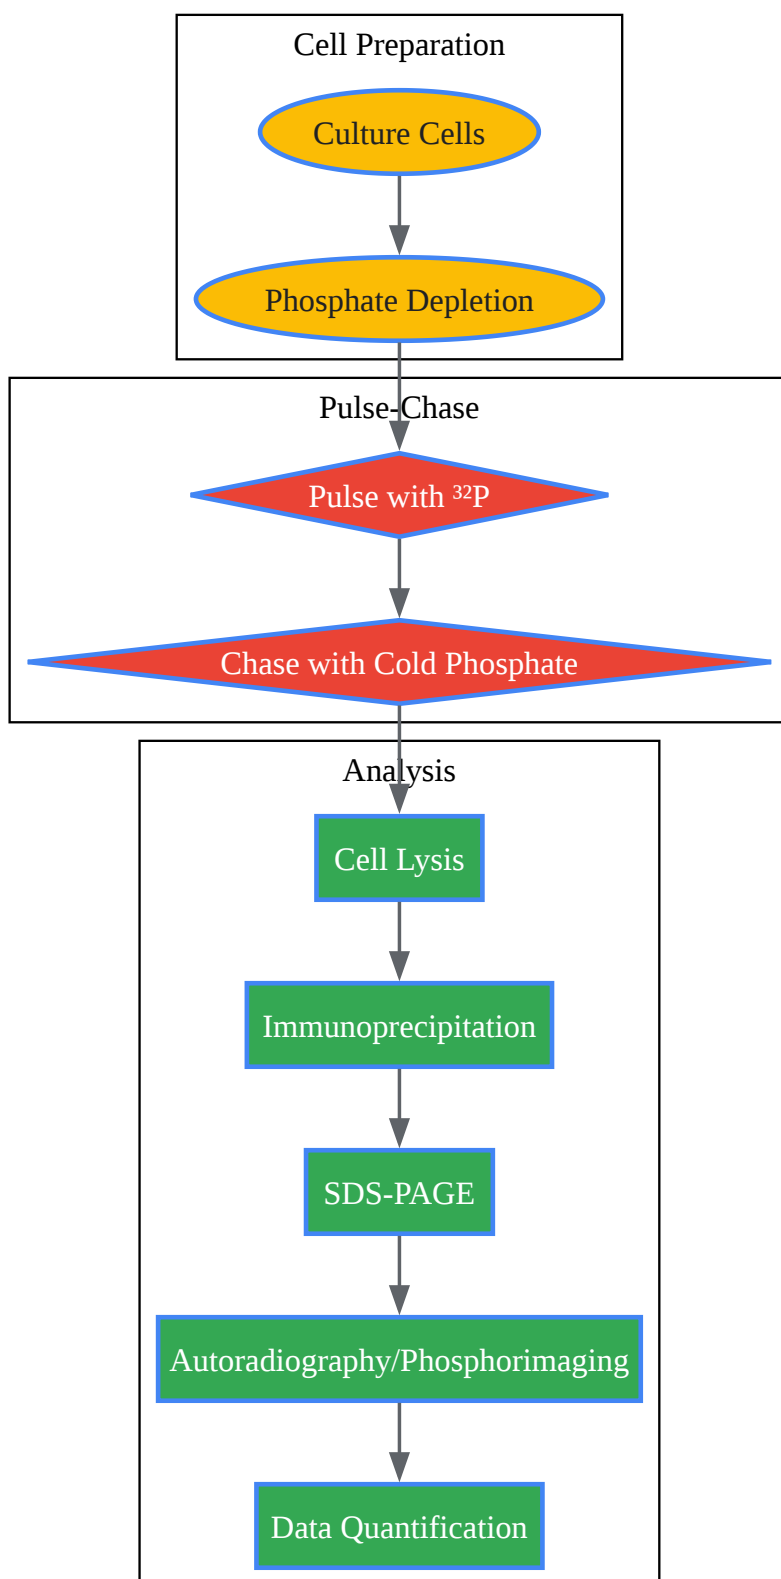 Cell Preparation
Culture Cells
Phosphate Depletion
Pulse-Chase
Pulse with ³²P
Chase with Cold Phosphate
Analysis
Cell Lysis
Immunoprecipitation
SDS-PAGE
Autoradiography/Phosphorimaging
Data Quantification